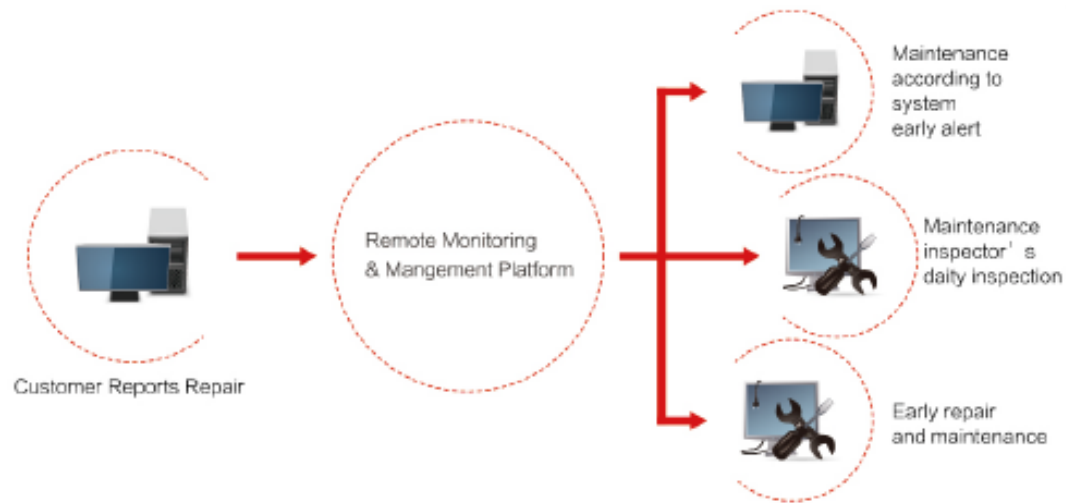 Maintenance
according to
system
early alert
Remote Monitoring
& Mangement Platform
Maintenance
inspector's
daity inspection
Customer Reports Repair
Early repair
and maintenance